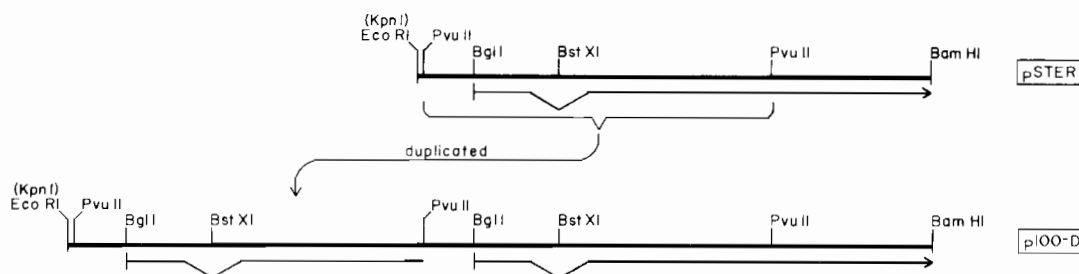 (Kpn I)
Eco RI Pvu II
Bgl I Bst XI Pvu II Bam HI
pSTER
duplicated
(Kpn I)
Eco RI Pvu II Bgl I Bst XI Pvu II Bgl I Bst XI Pvu II Bam HI
p100-D